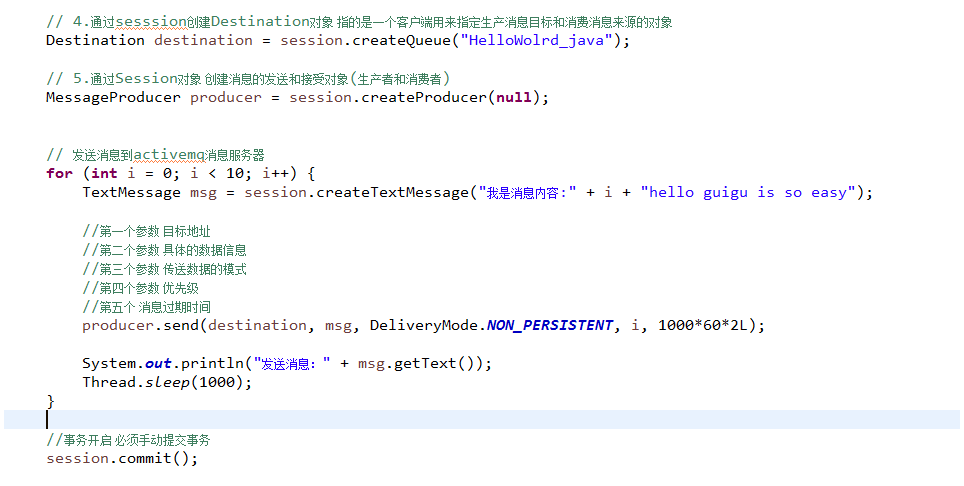 // 4.通过sesssion创建Destination对象 指的是一个客户端用来指定生产消息目标和消费消息来源的对象
Destination destination = session.createQueue("HelloWolrd_java");
// 5.通过Session对象 创建消息的发送和接受对象(生产者和消费者)
MessageProducer producer = session.createProducer(null);
// 发送消息到activemq消息服务器
for (int i = 0; i < 10; i++) {
TextMessage msg = session.createTextMessage("我是消息内容:" + i + "hello guigu is so easy");
//第一个参数 目标地址
//第二个参数 具体的数据信息
//第三个参数 传送数据的模式
//第四个参数 优先级
//第五个 消息过期时间
producer.send(destination, msg, DeliveryMode.NON_PERSISTENT, i, 1000*60*2L);
System.out.println("发送消息：" + msg.getText());
Thread.sleep(1000);
}
//事务开启 必须手动提交事务
session.commit();